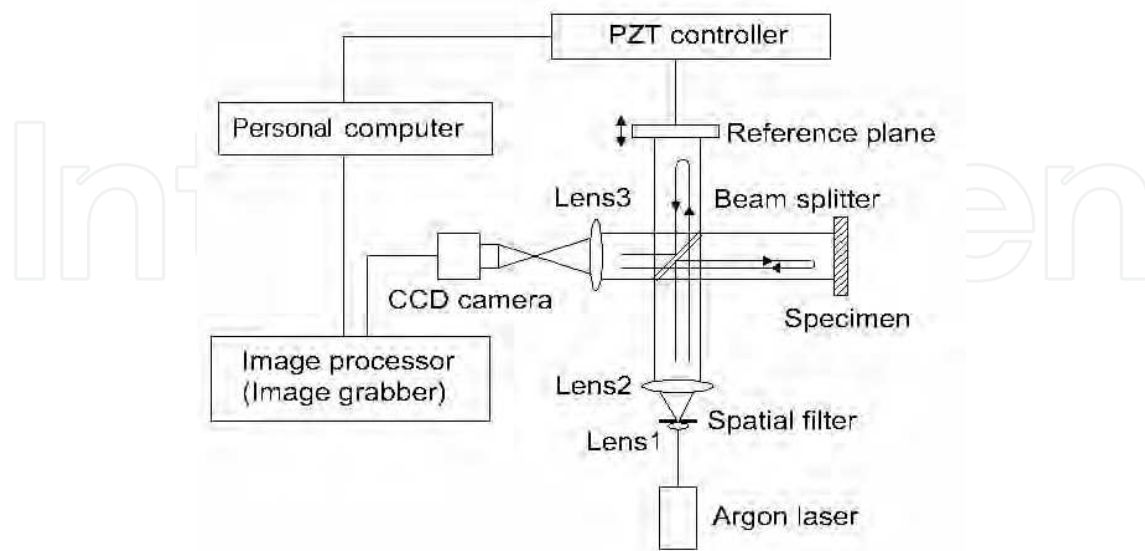 PZT controller
Personal computer
Reference plane
Lens3
Beam splitter
CCD camera
Specimen
Image processor
(Image grabber)
Lens2
Spatial filter
Lens1
Argon laser